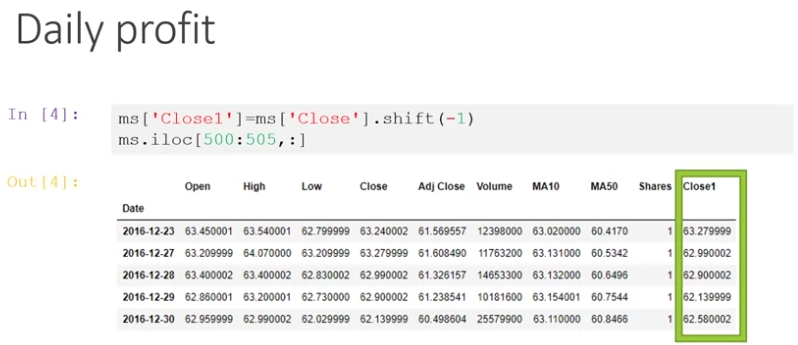 Daily profit
In [4]: ms['Close1']=ms['Close'].shift(-1)
ms.iloc[500:505,:]
Out[4]:
Open High Low Close Adj Close Volume MA10 MA50 Shares Close1
Date
2016-12-23 63.450001 63.540001 62.799999 63.240002 61.569557 12398000 63.020000 60.4170 1 63.279999
2016-12-27 63.209999 64.070000 63.209999 63.279999 61.608490 11763200 63.131000 60.5342 1 62.990002
2016-12-28 63.400002 63.400002 62.830002 62.990002 61.326157 14653300 63.132000 60.6496 1 62.900002
2016-12-29 62.860001 63.200001 62.730000 62.900002 61.238541 10181600 63.154001 60.7544 1 62.139999
2016-12-30 62.959999 62.990002 62.029999 62.139999 60.498604 25579900 63.110000 60.8466 1 62.580002